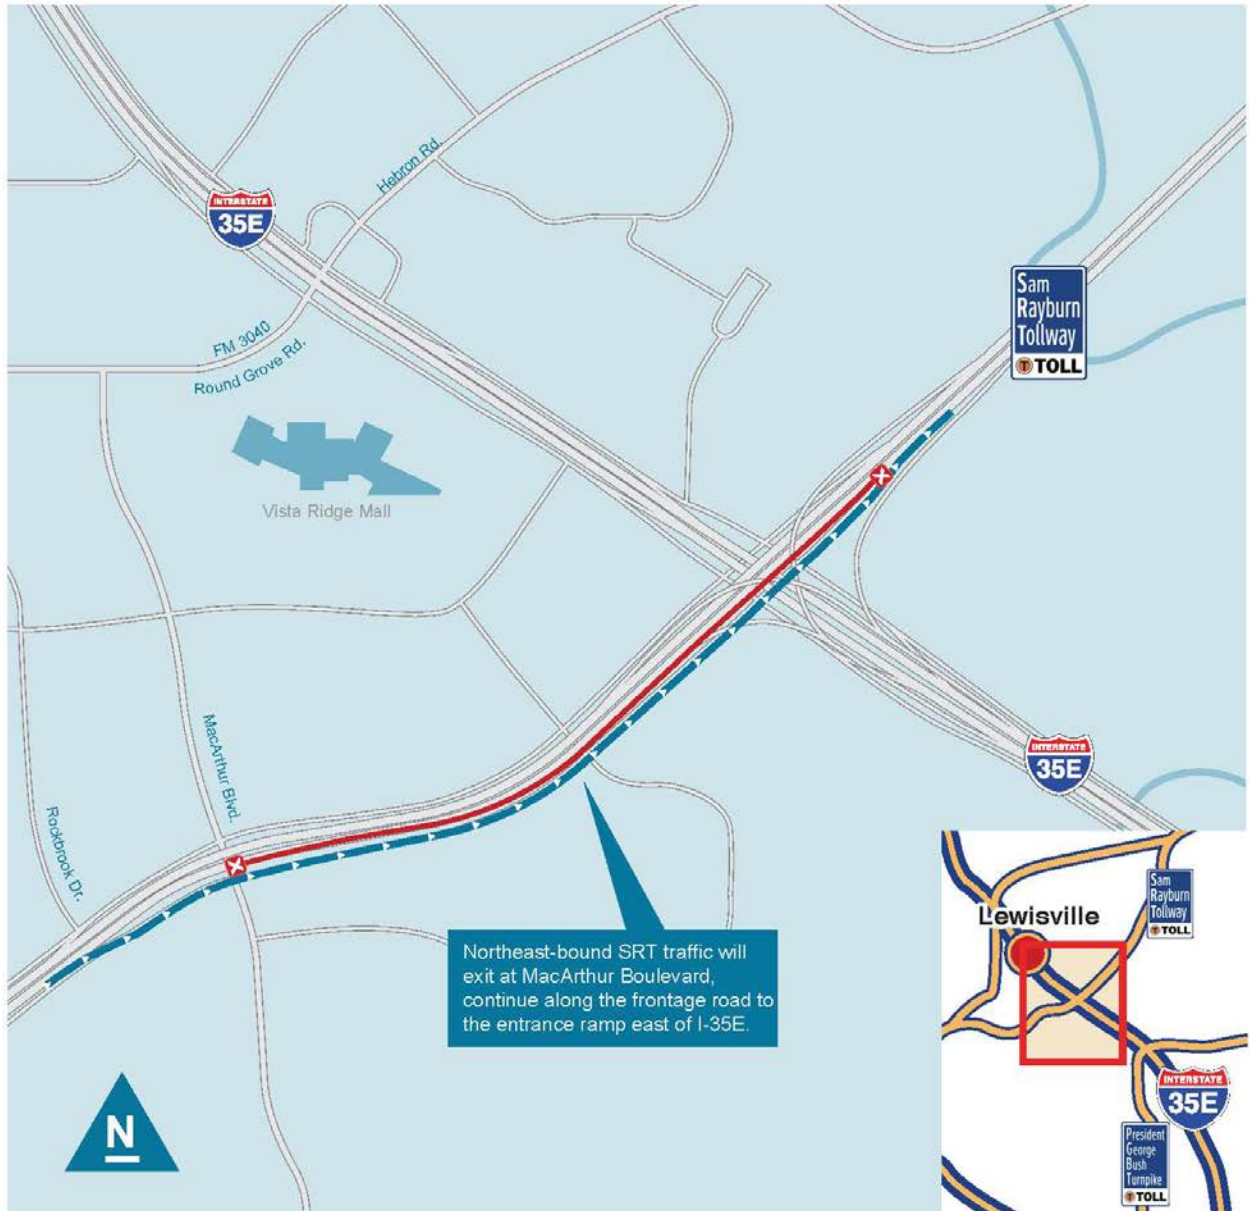 Hebron Rd.
INTERSTATE
35E
Sam
Rayburn
Tollway
T TOLL
FM 3040
Round Grove Rd.
Vista Ridge Mall
MacArthur Blvd.
Rockbrook Dr.
INTERSTATE
35E
Northeast-bound SRT traffic will
exit at MacArthur Boulevard,
continue along the frontage road to
the entrance ramp east of I-35E.
N
Lewisville
Sam
Rayburn
Tollway
T TOLL
INTERSTATE
35E
President
George
Bush
Turnpike
T TOLL